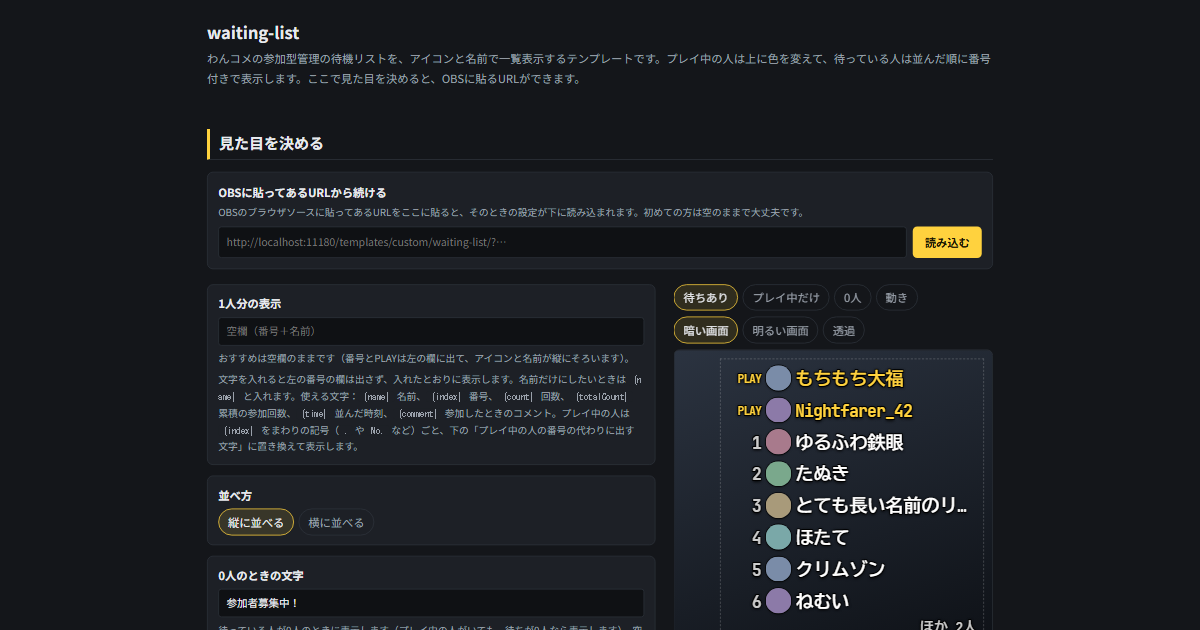 waiting-list
わんコメの参加型管理の待機リストを、アイコンと名前で一覧表示するテンプレートです。プレイ中の人は上に色を変えて、待っている人は並んだ順に番号
付きで表示します。ここで見た目を決めると、OBSに貼るURLができます。
見た目を決める
OBSに貼ってあるURLから続ける
OBSのブラウザソースに貼ってあるURLをここに貼ると、そのときの設定が下に読み込まれます。初めての方は空のままで大丈夫です。
http://localhost:11180/templates/custom/waiting-list/?…
読み込む
1人分の表示
空欄（番号＋名前）
おすすめは空欄のままです（番号とPLAYは左の欄に出て、アイコンと名前が縦にそろいます）。
文字を入れると左の番号の欄は出さず、入れたとおりに表示します。名前だけにしたいときは {n
ame} と入れます。使える文字： {name} 名前、 {index} 番号、 {count} 回数、 {totalCount}
累積の参加回数、 {time} 並んだ時刻、 {comment} 参加したときのコメント。プレイ中の人は
{index} をまわりの記号（ . や No. など）ごと、下の「プレイ中の人の番号の代わりに出す
文字」に置き換えて表示します。
並べ方
縦に並べる
横に並べる
0人のときの文字
参加者募集中！
待ちあり
プレイ中だけ
0人
動き
暗い画面
明るい画面
透過
PLAY もちもち大福
PLAY Nightfarer_42
1 ゆるふわ鉄眼
2 たぬき
3 とても長い名前のリ…
4 ほたて
5 クリムゾン
6 ねむい
ほか 2人